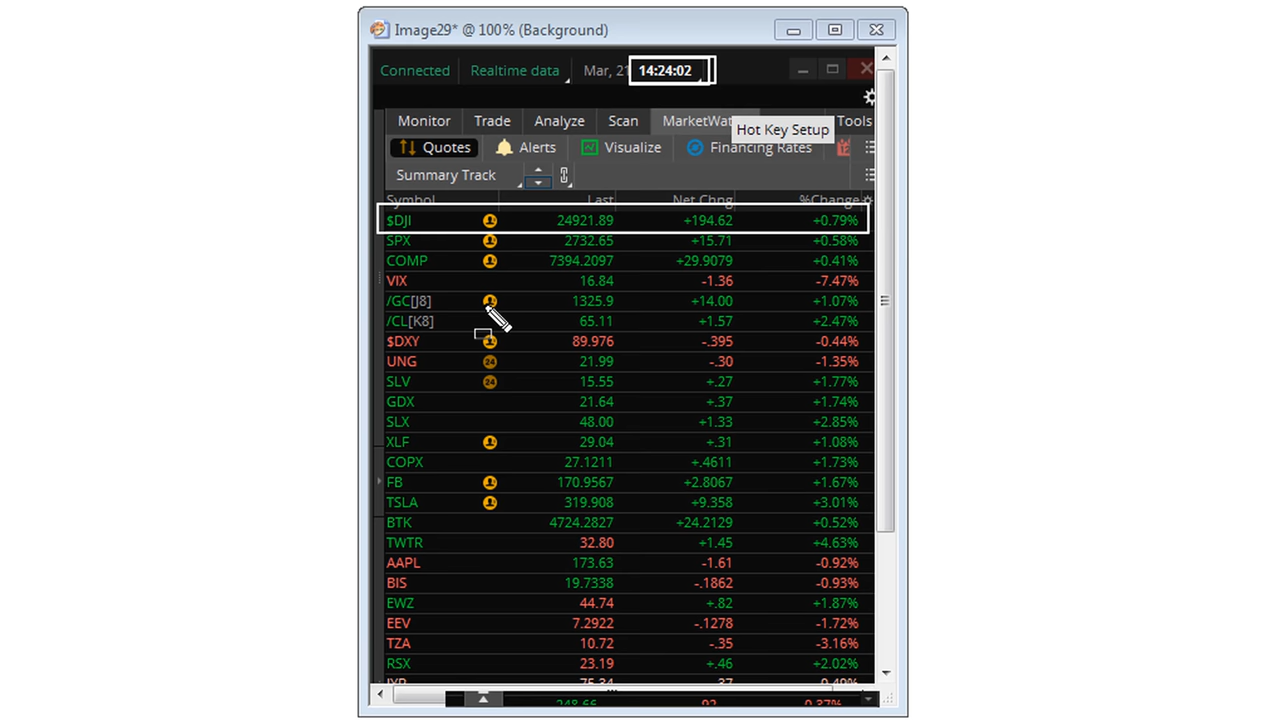 Image29* @ 100% (Background)
Connected Realtime data Mar, 21 14:24:02
Monitor Trade Analyze Scan MarketWat Tools
Hot Key Setup
Quotes Alerts Visualize Financing Rates 12
Summary Track
Symbol Last Net Chng %Change
$DJI 24921.89 +194.62 +0.79%
SPX 2732.65 +15.71 +0.58%
COMP 7394.2097 +29.9079 +0.41%
VIX 16.84 -1.36 -7.47%
/GC[J8] 1325.9 +14.00 +1.07%
/CL[K8] 65.11 +1.57 +2.47%
$DXY 89.976 -.395 -0.44%
UNG 24 21.99 -.30 -1.35%
SLV 24 15.55 +.27 +1.77%
GDX 21.64 +.37 +1.74%
SLX 48.00 +1.33 +2.85%
XLF 29.04 +.31 +1.08%
COPX 27.1211 +.4611 +1.73%
FB 170.9567 +2.8067 +1.67%
TSLA 319.908 +9.358 +3.01%
BTK 4724.2827 +24.2129 +0.52%
TWTR 32.80 +1.45 +4.63%
AAPL 173.63 -1.61 -0.92%
BIS 19.7338 -.1862 -0.93%
EWZ 44.74 +.82 +1.87%
EEV 7.2922 -.1278 -1.72%
TZA 10.72 -.35 -3.16%
RSX 23.19 +.46 +2.02%